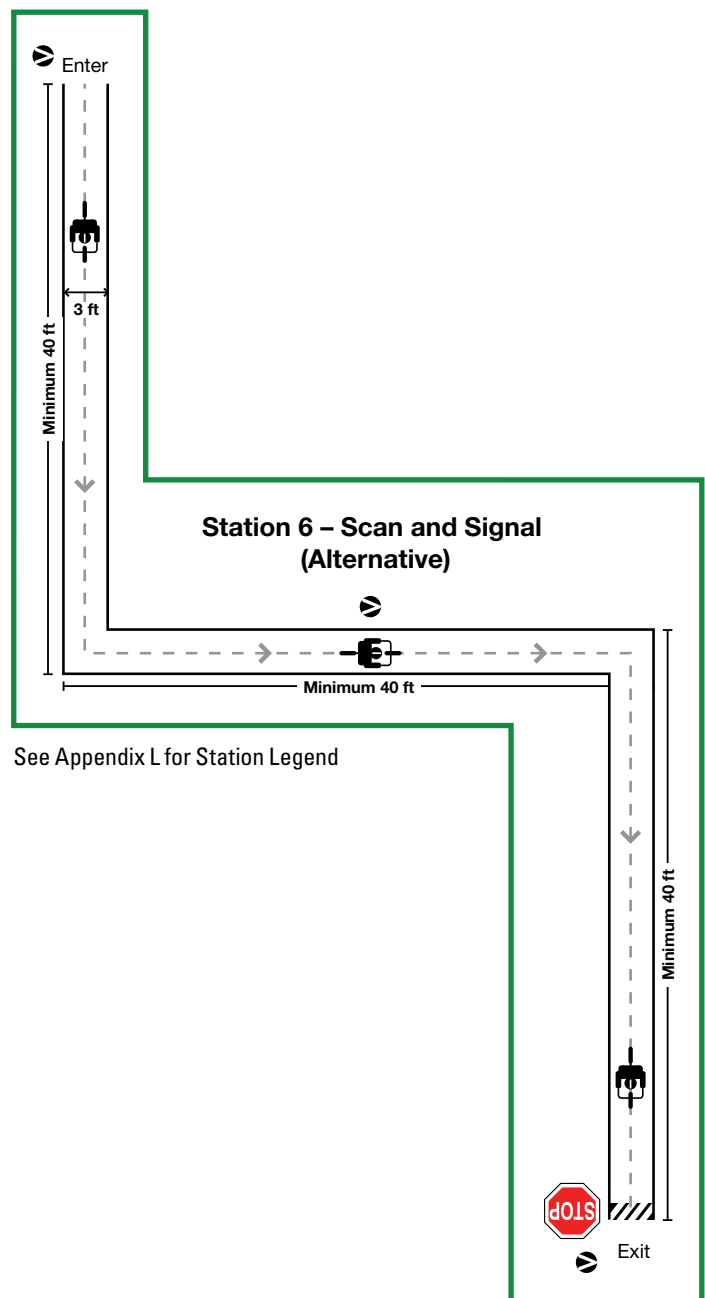 Enter
3 ft
Minimum 40 ft
Station 6 – Scan and Signal
(Alternative)
Minimum 40 ft
See Appendix L for Station Legend
Minimum 40 ft
STOP
Exit